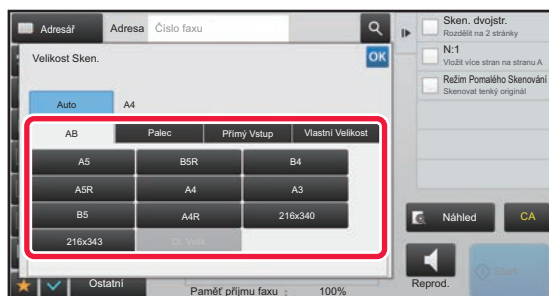 Adresář
Adresa
Číslo faxu
Velikost Sken.
OK
Auto
A4
AB
Palec
Přímý Vstup
Vlastní Velikost
A5
B5R
B4
A5R
A4
A3
B5
A4R
216x340
216x343
Ostatní
Paměť příjmu faxu :
100%
Sken. dvojstr.
Rozdělit na 2 stránky
N:1
Vložit více stran na stranu A
Režim Pomalého Skenování
Skenovat tenký originál
Náhled
CA
Reprod.
Start